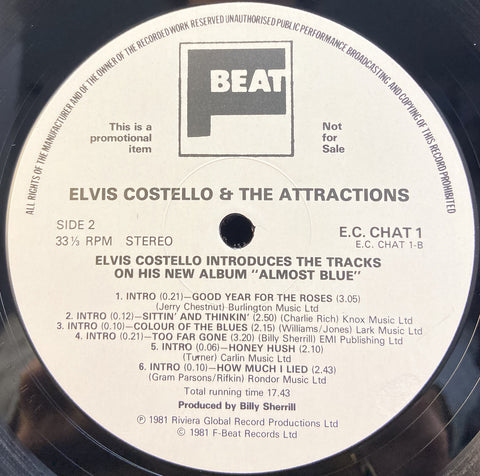 ALL RIGHTS OF THE MANUFACTURER AND OF THE OWNER OF THE RECORDED WORK RESERVED UNAUTHORISED PUBLIC PERFORMANCE BROADCASTING AND COPYING OF THIS RECORD PROHIBITED
F BEAT
This is a promotional item
Not for Sale
ELVIS COSTELLO & THE ATTRACTIONS
SIDE 2
E.C. CHAT 1
33⅓ RPM STEREO
E.C. CHAT 1-B
ELVIS COSTELLO INTRODUCES THE TRACKS
ON HIS NEW ALBUM "ALMOST BLUE"
1. INTRO (0.21)—GOOD YEAR FOR THE ROSES (3.05)
(Jerry Chestnut) Burlington Music Ltd
2. INTRO (0.12)—SITTIN' AND THINKIN' (2.50) (Charlie Rich) Knox Music Ltd
3. INTRO (0.10)—COLOUR OF THE BLUES (2.15) (Williams/Jones) Lark Music Ltd
4. INTRO (0.21)—TOO FAR GONE (3.20) (Billy Sherrill) EMI Publishing Ltd
5. INTRO (0.06)—HONEY HUSH (2.10)
(Turner) Carlin Music Ltd
6. INTRO (0.10)—HOW MUCH I LIED (2.43)
(Gram Parsons/Rifkin) Rondor Music Ltd
Total running time 17.43
Produced by Billy Sherrill
℗ 1981 Riviera Global Record Productions Ltd
© 1981 F-Beat Records Ltd